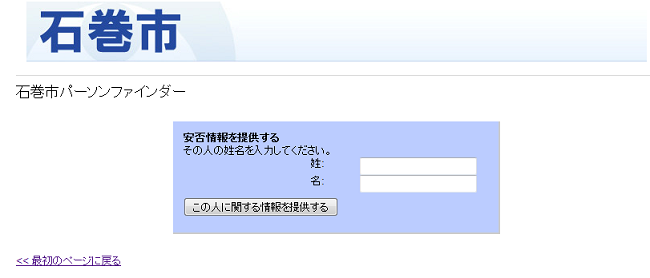 石巻市
石巻市パーソンファインダー
安否情報を提供する
その人の姓名を入力してください。
姓:
名:
この人に関する情報を提供する
<< 最初のページに戻る